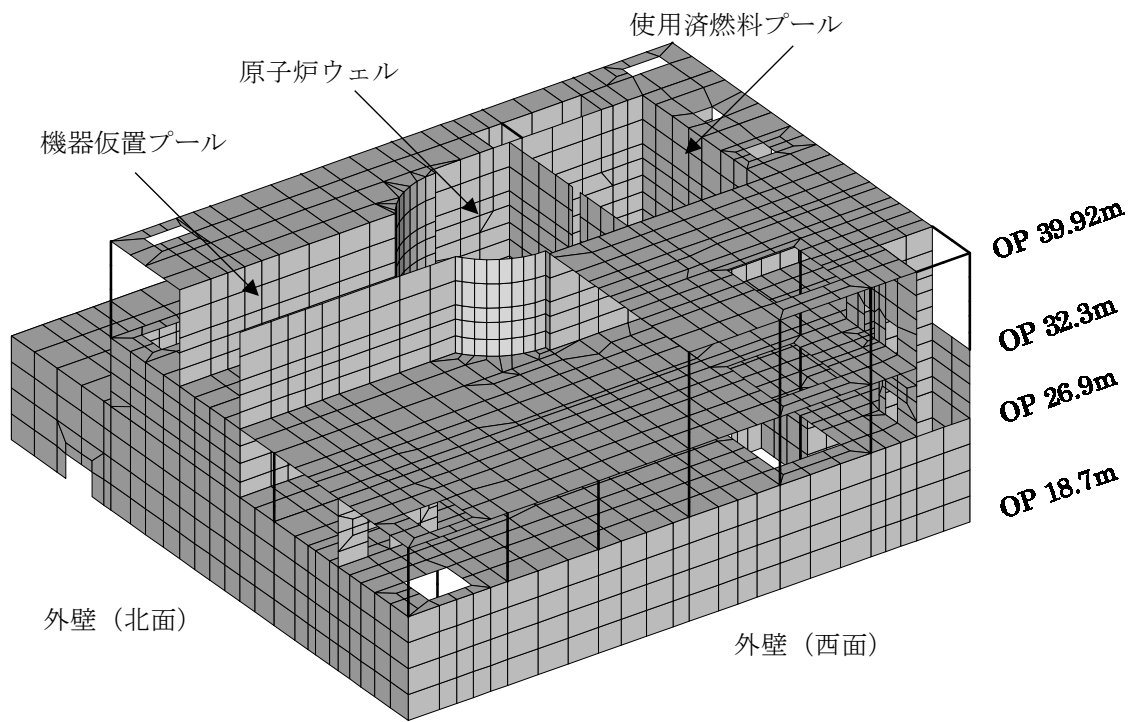 使用済燃料プール
原子炉ウェル
機器仮置プール
OP 39.92m
OP 32.3m
OP 26.9m
OP 18.7m
外壁（北面）
外壁（西面）